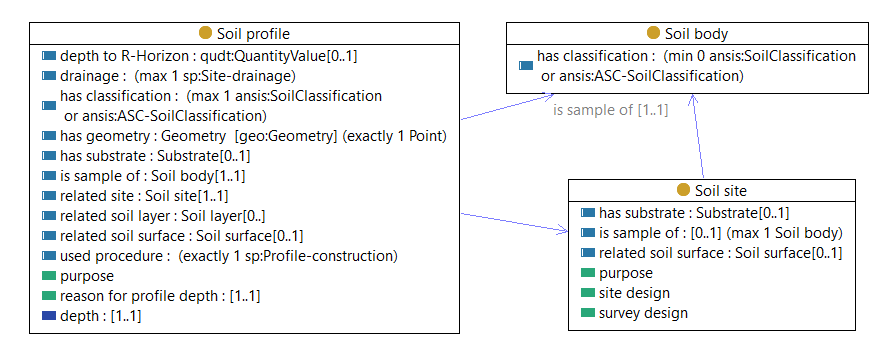 Soil profile
depth to R-Horizon : qudt:QuantityValue[0..1]
drainage :  (max 1 sp:Site-drainage)
has classification :  (max 1 ansis:SoilClassification
or ansis:ASC-SoilClassification)
has geometry : Geometry  [geo:Geometry] (exactly 1 Point)
has substrate : Substrate[0..1]
is sample of : Soil body[1..1]
related site : Soil site[1..1]
related soil layer : Soil layer[0..]
related soil surface : Soil surface[0..1]
used procedure :  (exactly 1 sp:Profile-construction)
purpose
reason for profile depth : [1..1]
depth : [1..1]
Soil body
has classification :  (min 0 ansis:SoilClassification
or ansis:ASC-SoilClassification)
is sample of [1..1]
Soil site
has substrate : Substrate[0..1]
is sample of : [0..1] (max 1 Soil body)
related soil surface : Soil surface[0..1]
purpose
site design
survey design